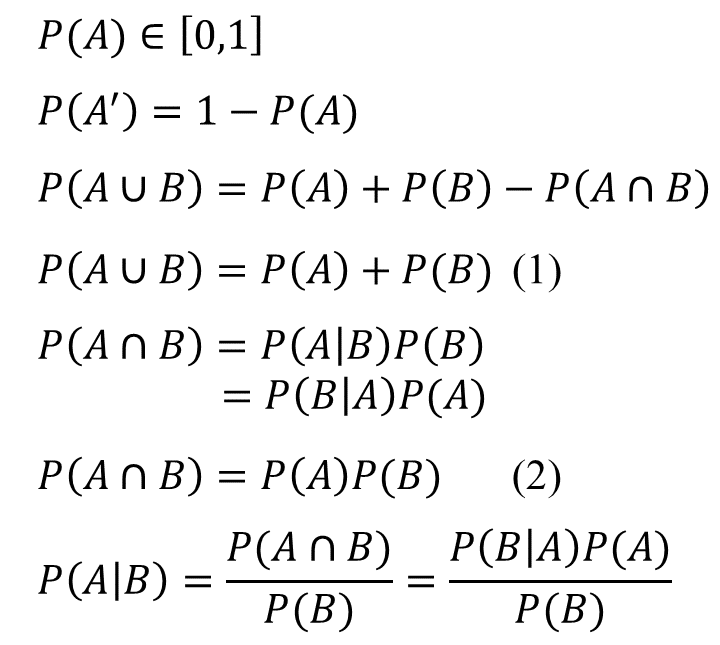 P(A) ∈ [0,1]
P(A′) = 1 − P(A)
P(A ∪ B) = P(A) + P(B) − P(A ∩ B)
P(A ∪ B) = P(A) + P(B) (1)
P(A ∩ B) = P(A|B)P(B)
= P(B|A)P(A)
P(A ∩ B) = P(A)P(B) (2)
P(A|B) = P(A ∩ B)/ P(B) = P(B|A)P(A) / P(B)